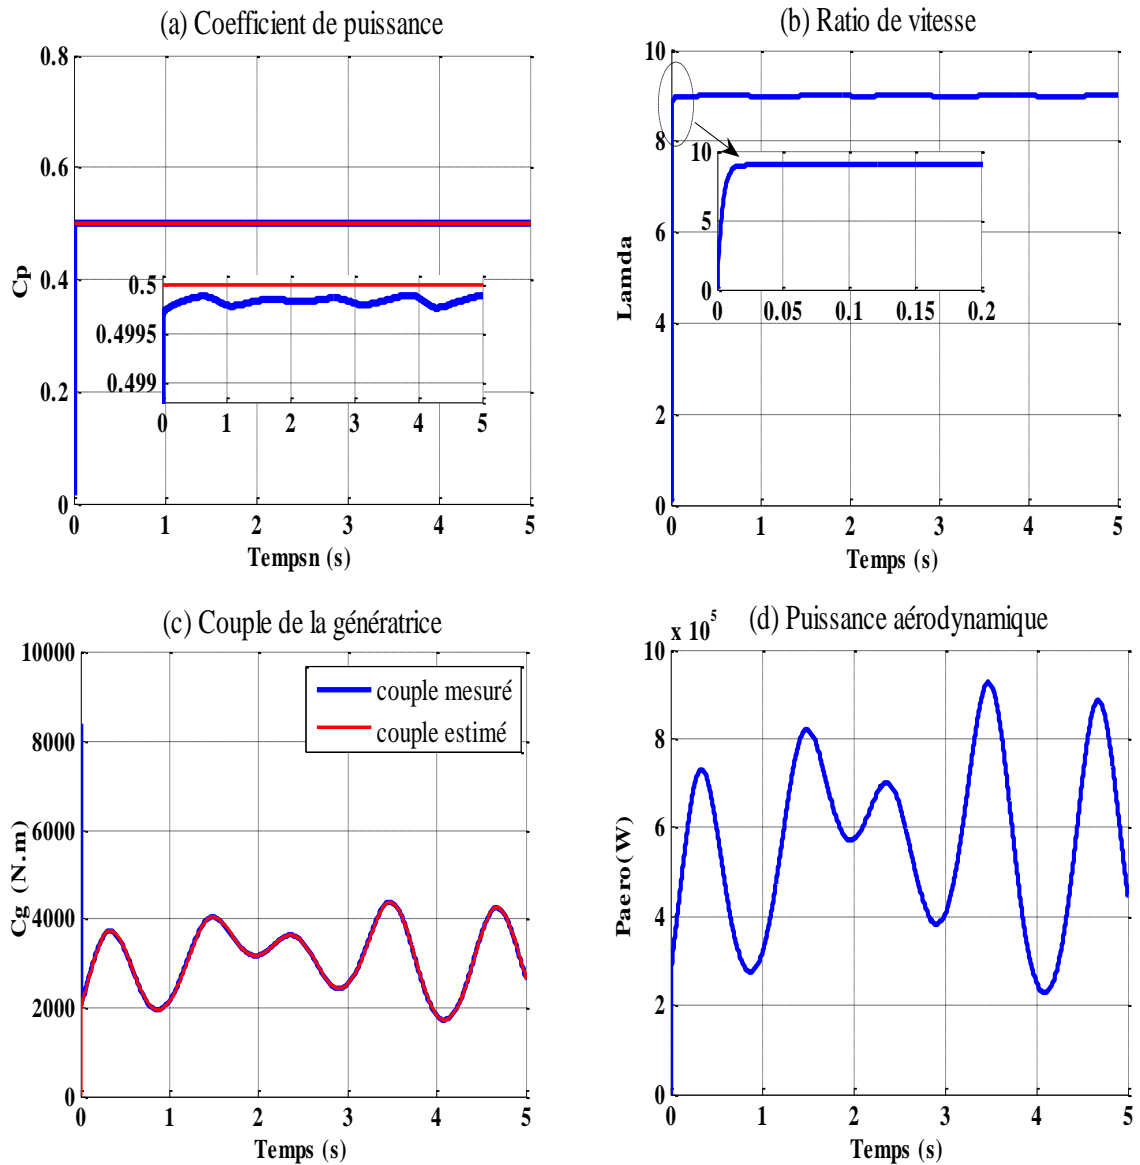 (a) Coefficient de puissance
0.8
0.6
0.4
0.2
0
Cp
0.5
0.4995
0.499
0 1 2 3 4 5
0 1 2 3 4 5
Tempsn (s)
(b) Ratio de vitesse
10
8
6
4
2
0
Lamda
10
5
0
0 0.05 0.1 0.15 0.2
0 1 2 3 4 5
Temps (s)
(c) Couple de la génératrice
10000
8000
6000
4000
2000
0
Cg (N.m)
couple mesuré
couple estimé
0 1 2 3 4 5
Temps (s)
(d) Puissance aérodynamique
x 10^5
10
8
6
4
2
0
Paero(W)
0 1 2 3 4 5
Temps (s)